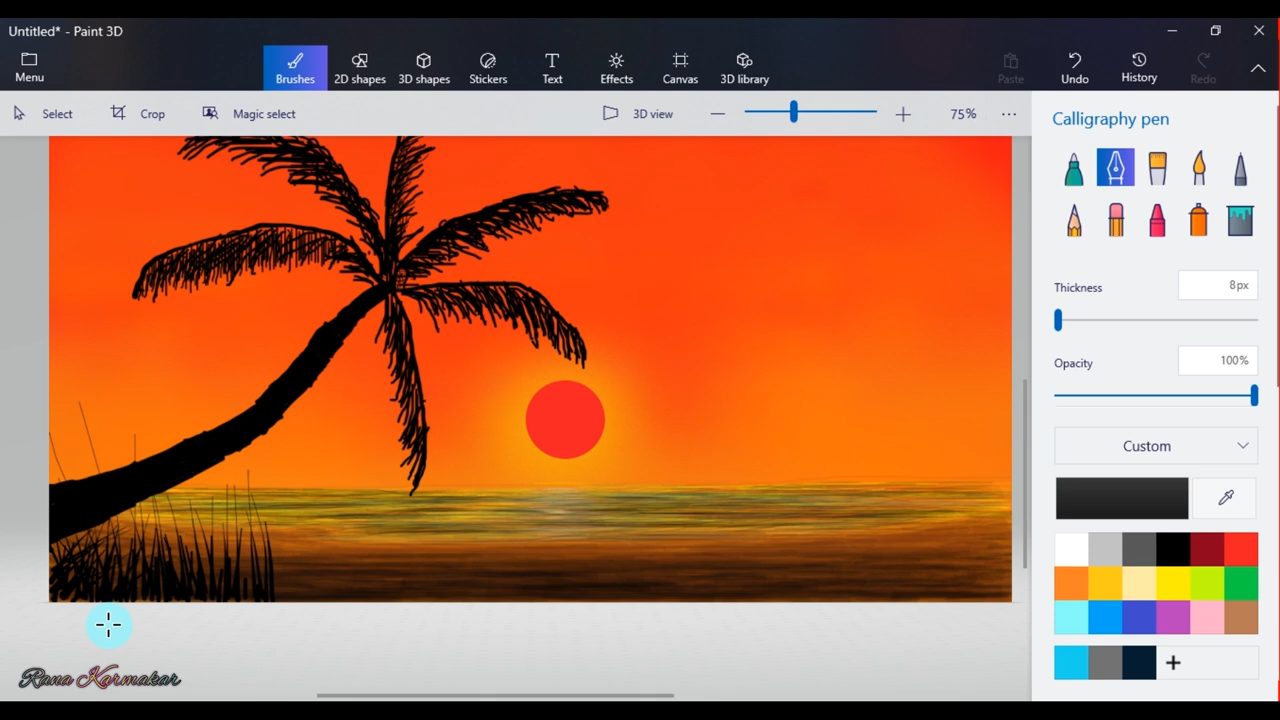 Untitled* - Paint 3D
Menu
Brushes
2D shapes
3D shapes
Stickers
Text
Effects
Canvas
3D library
Paste
Undo
History
Redo
Select
Crop
Magic select
3D view
75%
Calligraphy pen
Thickness
8px
Opacity
100%
Custom
Rana Karmakar